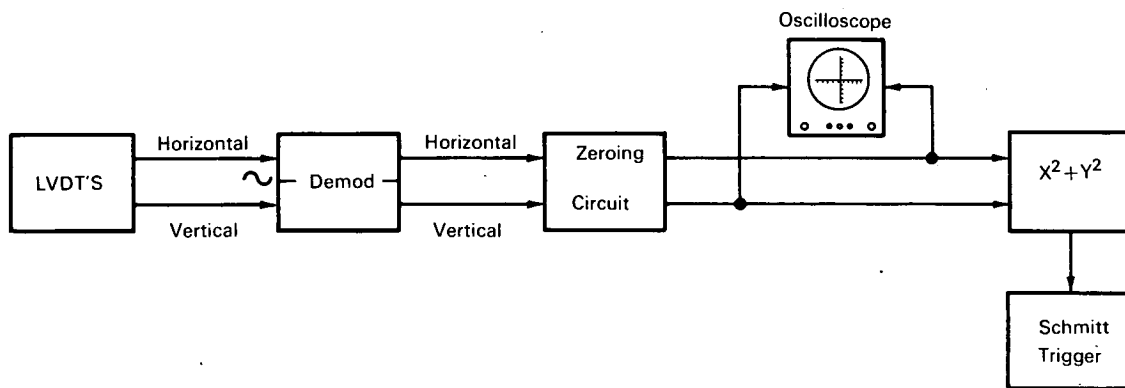 Oscilloscope
Horizontal
Horizontal
LVDT'S
Demod
Zeroing
Circuit
X²+Y²
Vertical
Vertical
Schmitt
Trigger